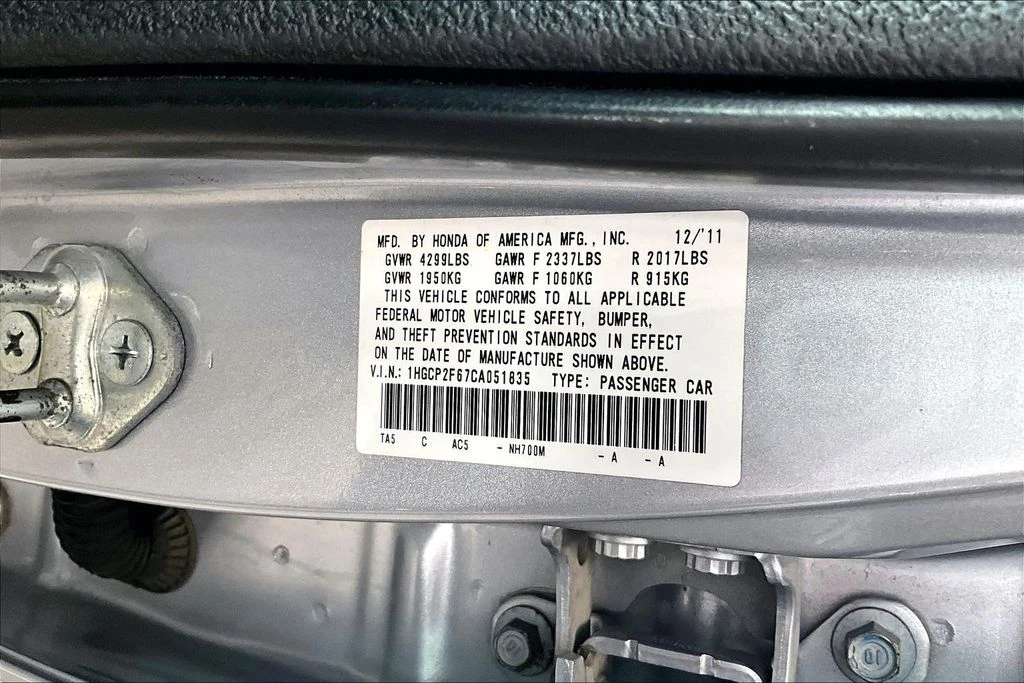 MFD. BY HONDA OF AMERICA MFG., INC. 12/'11
GVWR 4299LBS GAWR F 2337LBS R 2017LBS
GVWR 1950KG GAWR F 1060KG R 915KG
THIS VEHICLE CONFORMS TO ALL APPLICABLE
FEDERAL MOTOR VEHICLE SAFETY, BUMPER,
AND THEFT PREVENTION STANDARDS IN EFFECT
ON THE DATE OF MANUFACTURE SHOWN ABOVE.
V.I.N.: 1HGCP2F67CA051835 TYPE: PASSENGER CAR
TA5 C AC5 - NH700M - A - A